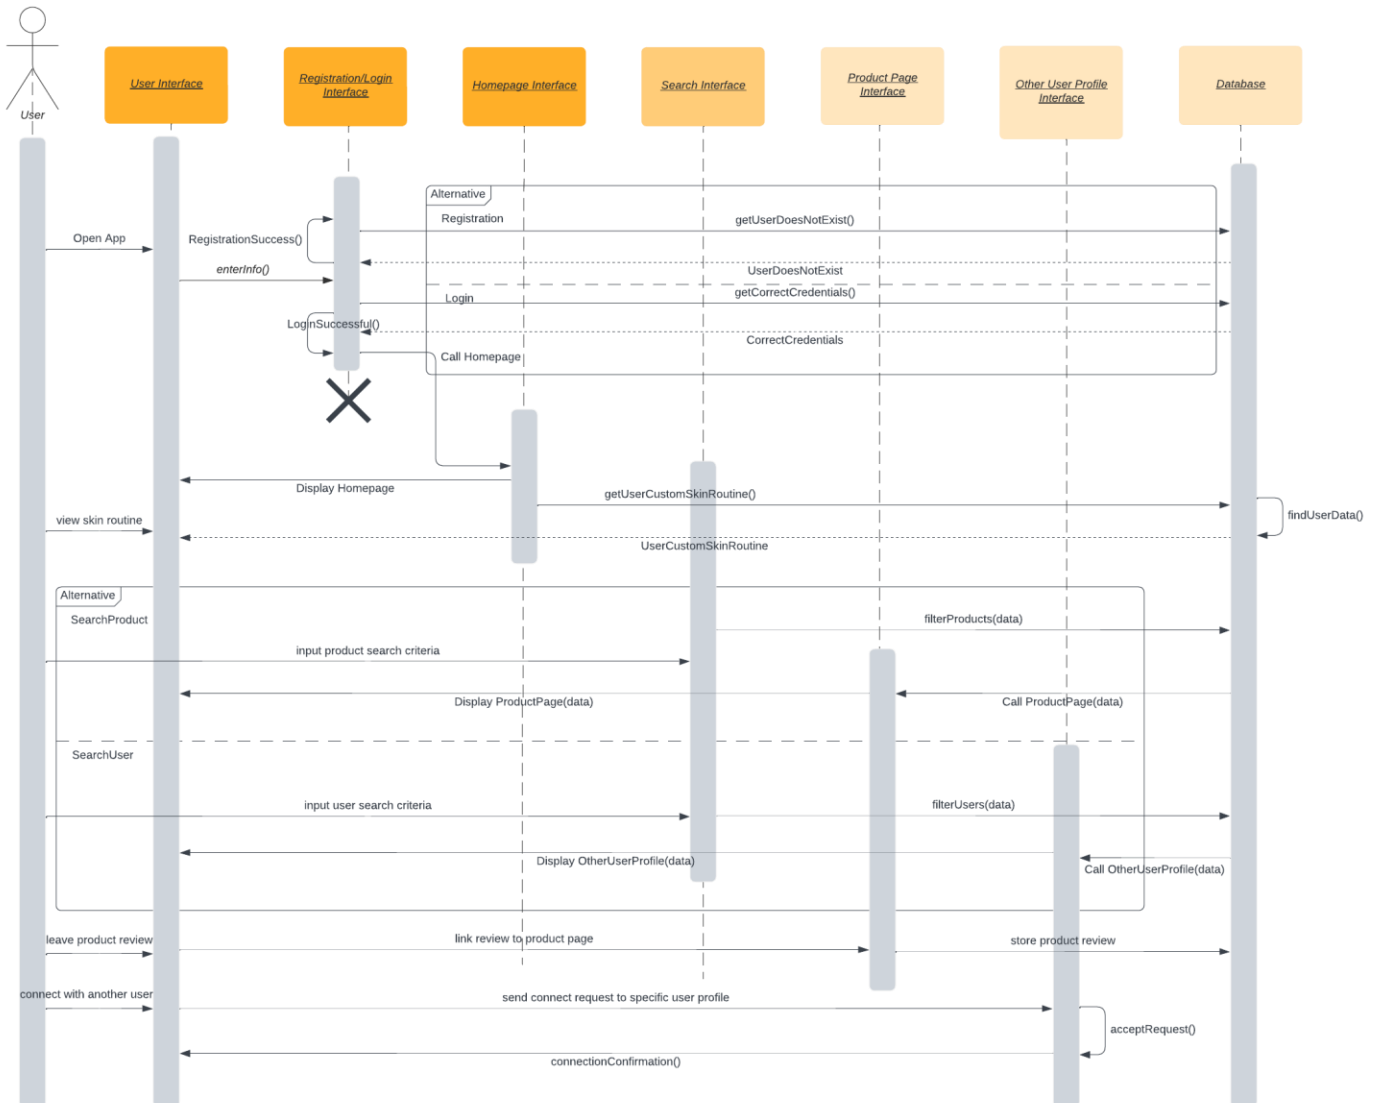 User
User Interface
Registration/Login
Interface
Homepage Interface
Search Interface
Product Page
Interface
Other User Profile
Interface
Database
Alternative
Registration
getUserDoesNotExist()
Open App
RegistrationSuccess()
enterInfo()
UserDoesNotExist
Login
getCorrectCredentials()
LoginSuccessful()
CorrectCredentials
Call Homepage
Display Homepage
getUserCustomSkinRoutine()
findUserData()
view skin routine
UserCustomSkinRoutine
Alternative
SearchProduct
filterProducts(data)
input product search criteria
Display ProductPage(data)
Call ProductPage(data)
SearchUser
input user search criteria
filterUsers(data)
Display OtherUserProfile(data)
Call OtherUserProfile(data)
leave product review
link review to product page
store product review
connect with another user
send connect request to specific user profile
acceptRequest()
connectionConfirmation()